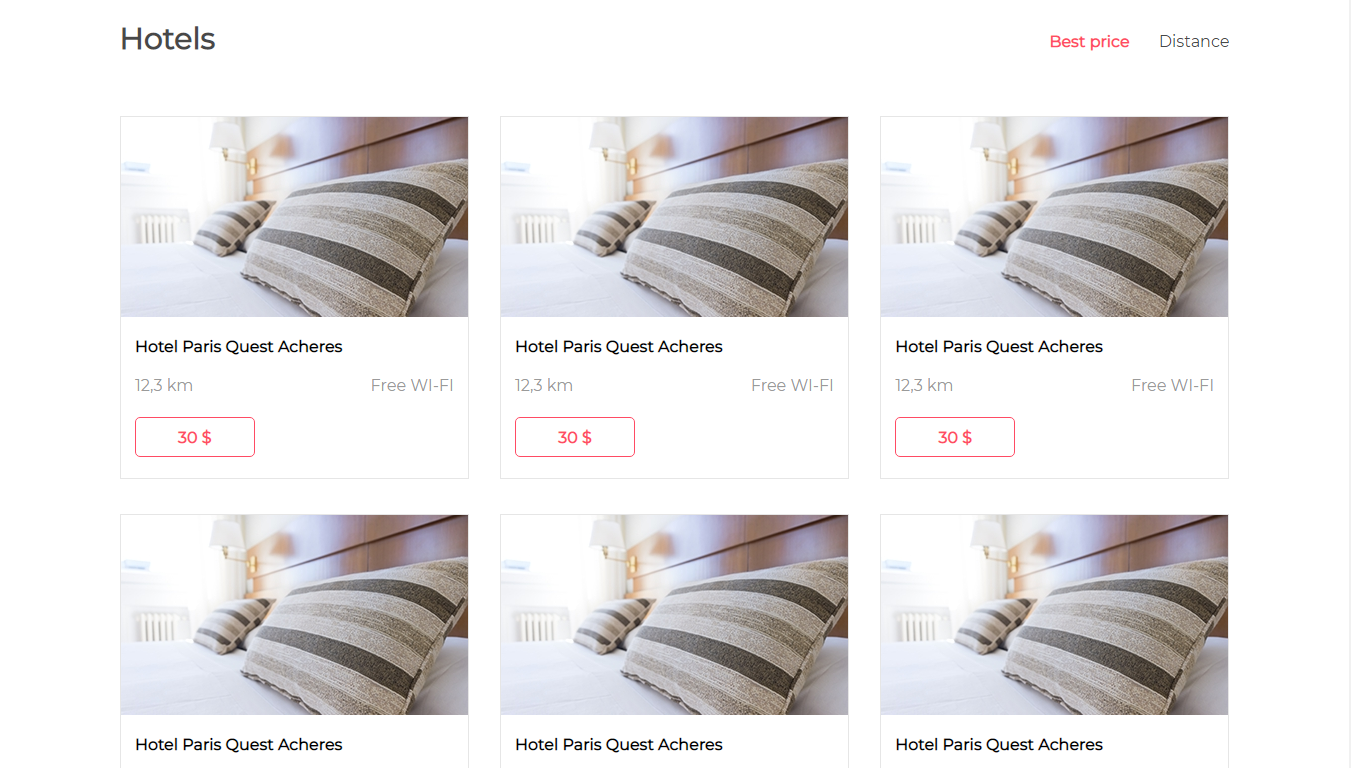 Hotels
Best price Distance
Hotel Paris Quest Acheres Hotel Paris Quest Acheres Hotel Paris Quest Acheres
12,3 km Free WI-FI 12,3 km Free WI-FI 12,3 km Free WI-FI
30 $ 30 $ 30 $
Hotel Paris Quest Acheres Hotel Paris Quest Acheres Hotel Paris Quest Acheres